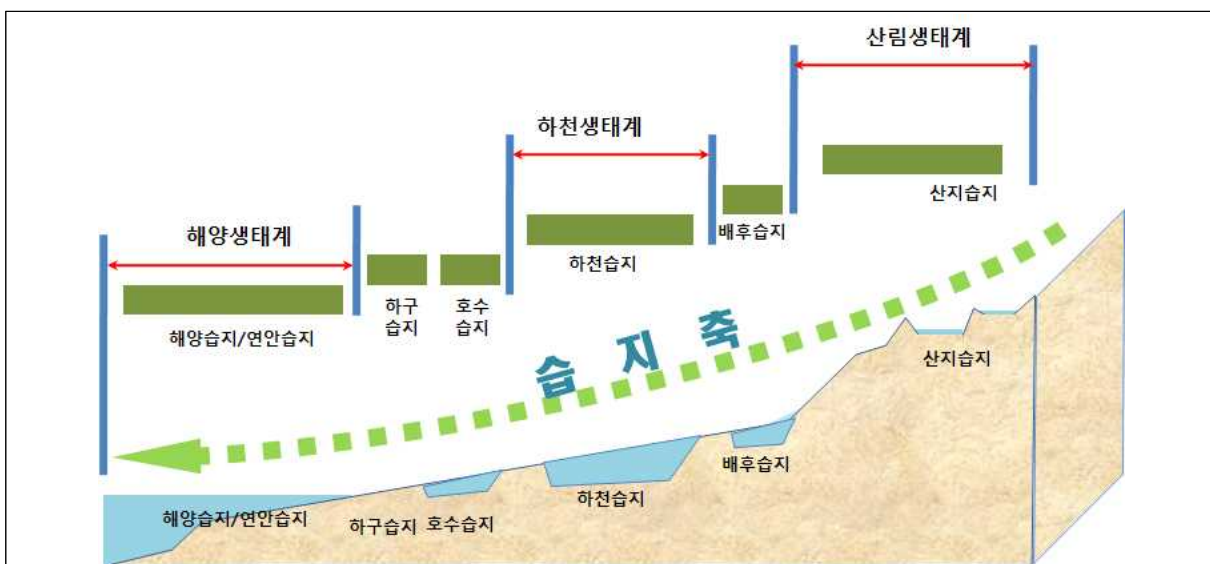 산림생태계
하천생태계
산지습지
배후습지
해양생태계
하천습지
하구
습지
호수
습지
해양습지/연안습지
습지축
산지습지
배후습지
하천습지
해양습지/연안습지
하구습지
호수습지